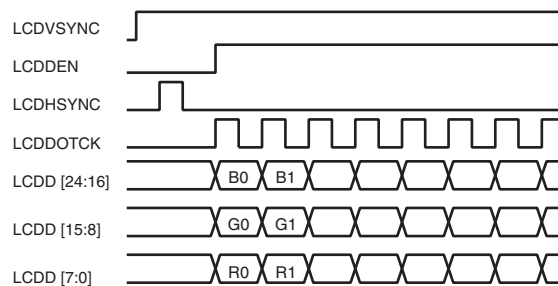 LCDVSYNC
LCDDEN
LCDHSYNC
LCDDOTCK
LCDD [24:16] B0 B1
LCDD [15:8] G0 G1
LCDD [7:0] R0 R1